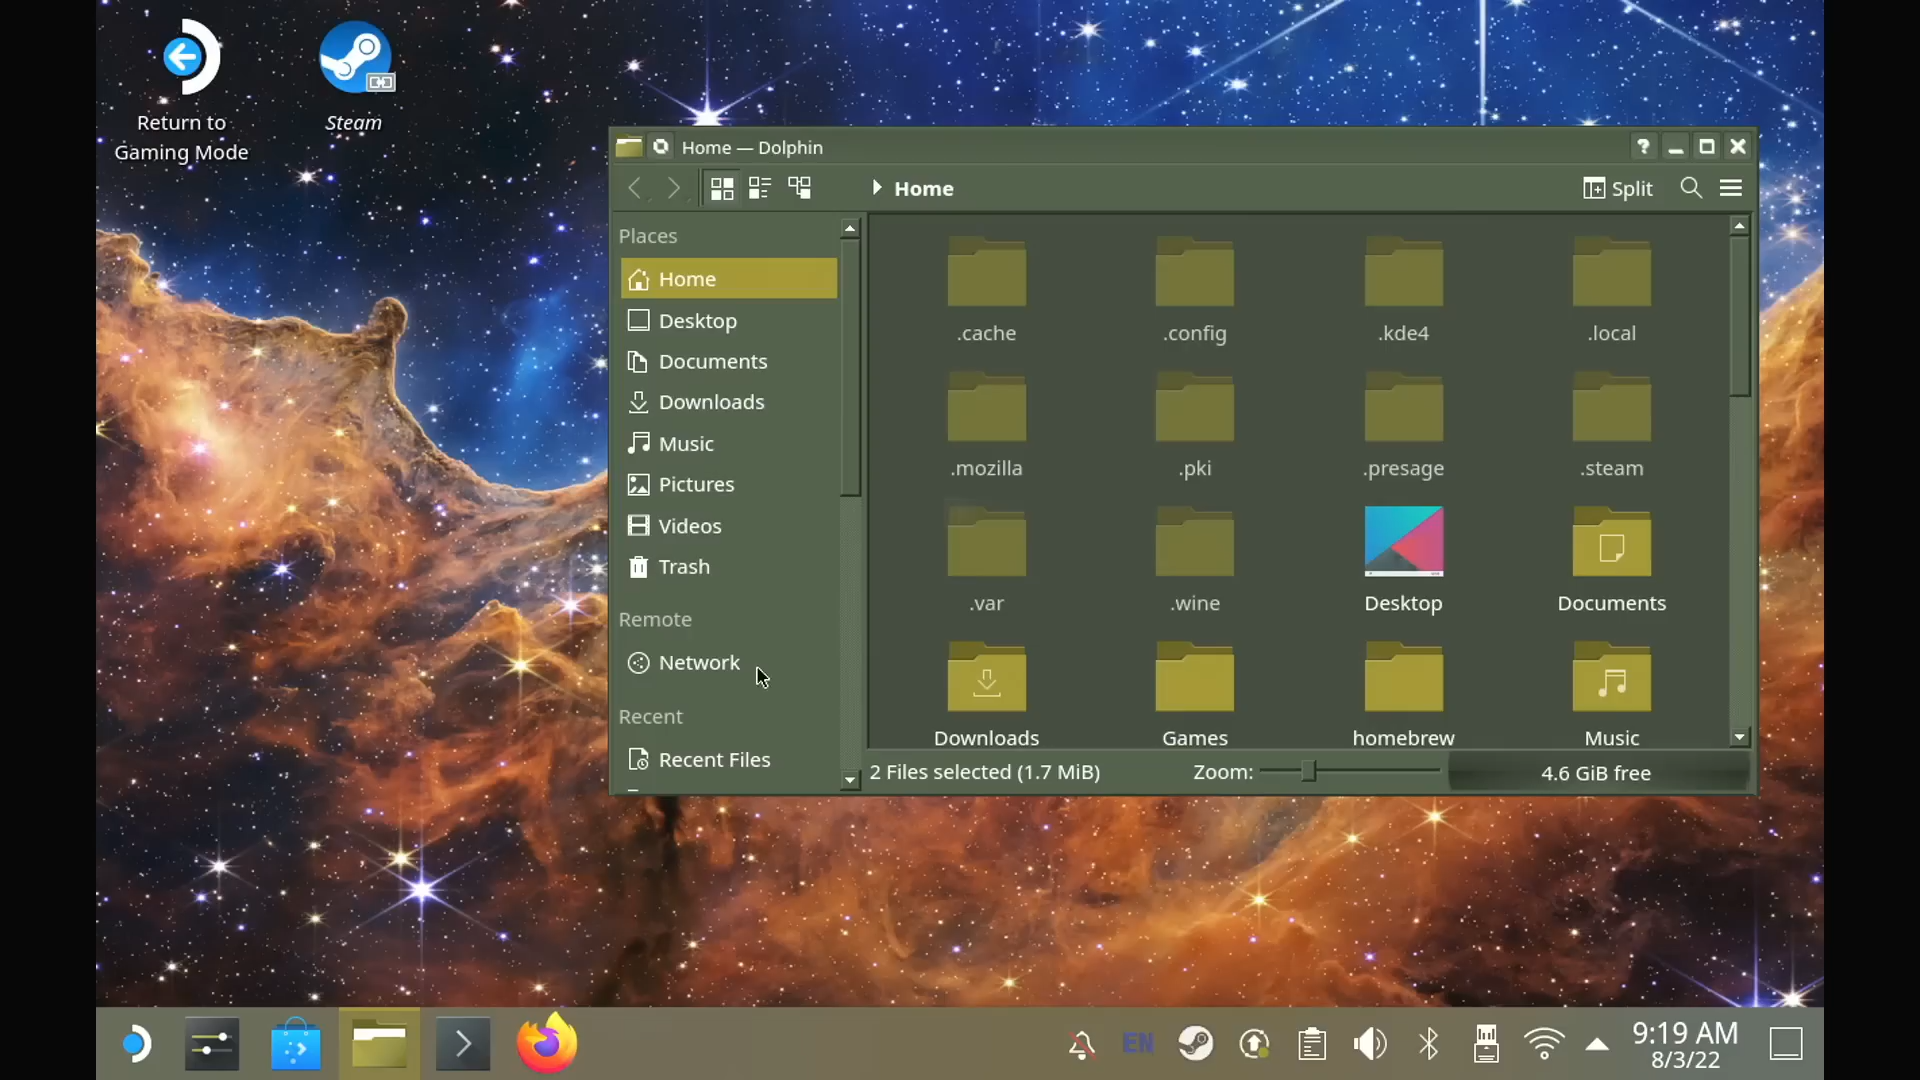 Return to
Gaming Mode
Steam
Home — Dolphin
Home
Split
Places
Home
Desktop
Documents
Downloads
Music
Pictures
Videos
Trash
Remote
Network
Recent
Recent Files
.cache
.config
.kde4
.local
.mozilla
.pki
.presage
.steam
.var
.wine
Desktop
Documents
Downloads
Games
homebrew
Music
2 Files selected (1.7 MiB)
Zoom:
4.6 GiB free
EN
9:19 AM
8/3/22